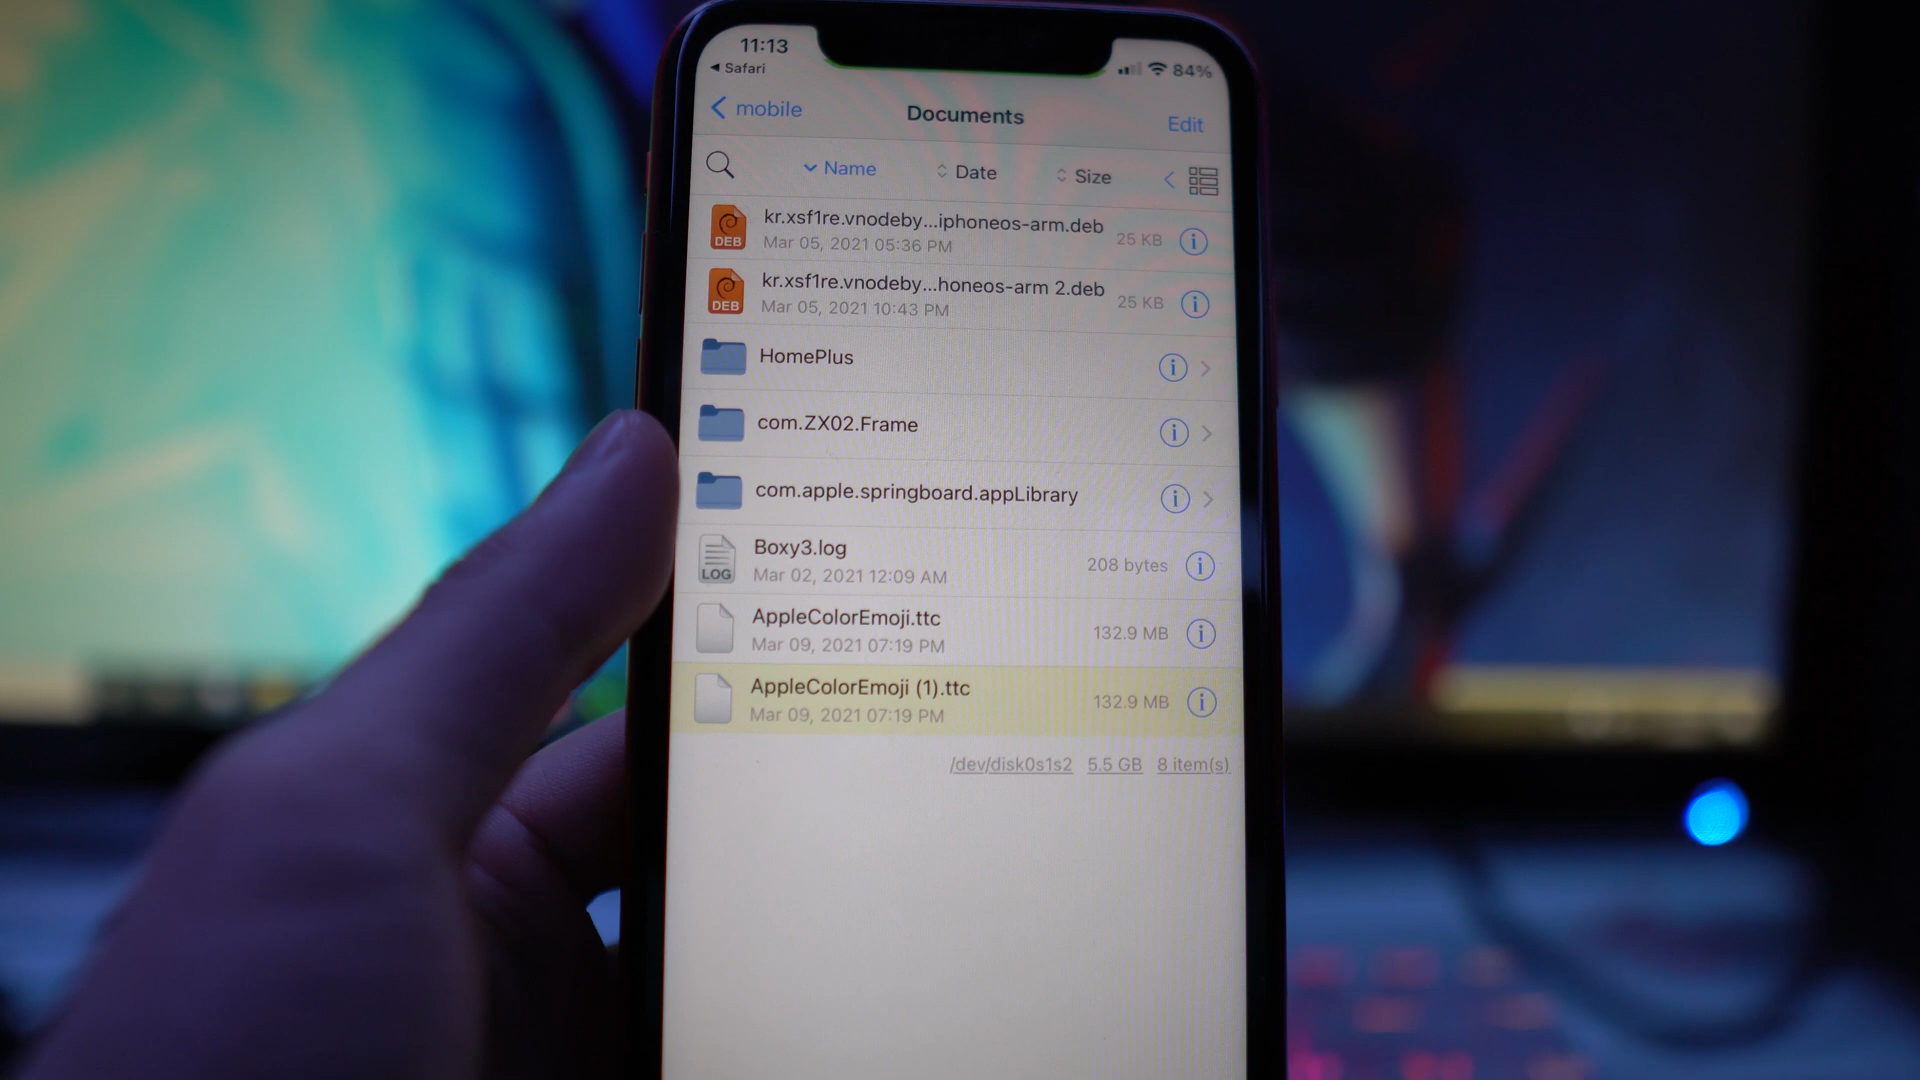 11:13
◀ Safari
84%
mobile
Documents
Edit
Name
Date
Size
kr.xsf1re.vnodeby...iphoneos-arm.deb
Mar 05, 2021 05:36 PM
25 KB
DEB
kr.xsf1re.vnodeby...honeos-arm 2.deb
Mar 05, 2021 10:43 PM
25 KB
DEB
HomePlus
com.ZX02.Frame
com.apple.springboard.appLibrary
Boxy3.log
Mar 02, 2021 12:09 AM
208 bytes
LOG
AppleColorEmoji.ttc
Mar 09, 2021 07:19 PM
132.9 MB
AppleColorEmoji (1).ttc
Mar 09, 2021 07:19 PM
132.9 MB
/dev/disk0s1s2 5.5 GB 8 item(s)